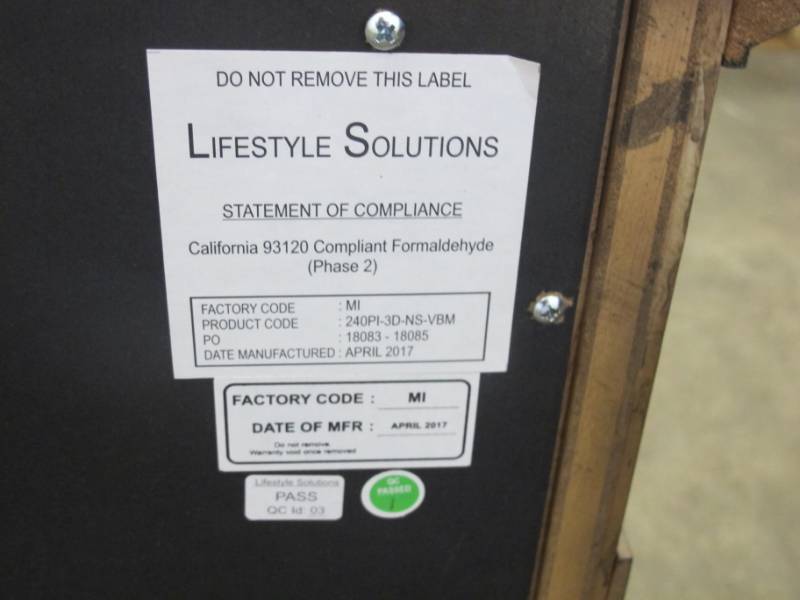 DO NOT REMOVE THIS LABEL
LIFESTYLE SOLUTIONS
STATEMENT OF COMPLIANCE
California 93120 Compliant Formaldehyde
(Phase 2)
FACTORY CODE : MI
PRODUCT CODE : 240PI-3D-NS-VBM
PO : 18083 - 18085
DATE MANUFACTURED : APRIL 2017
FACTORY CODE : MI
DATE OF MFR : APRIL 2017
Do not remove.
Warranty void once removed
Lifestyle Solutions
PASS
QC Id: 03
QC
PASSED
1